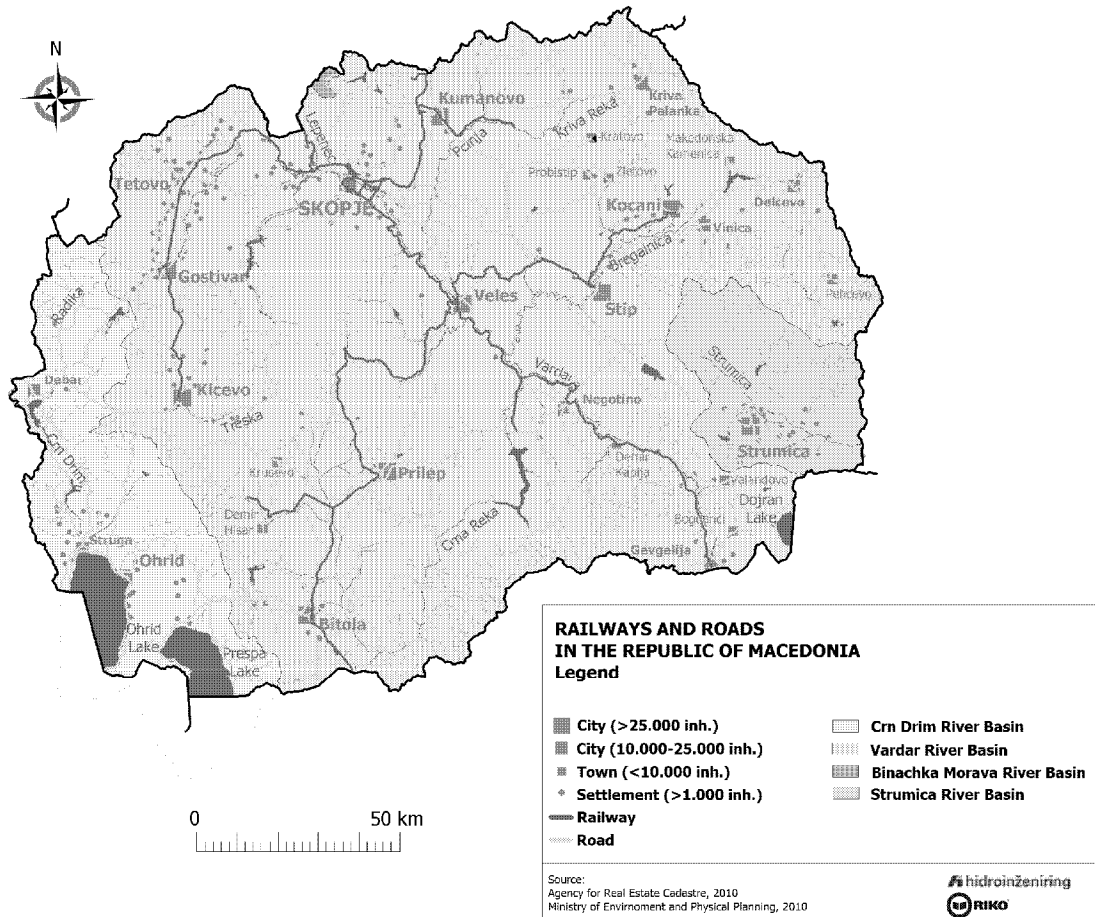 N
Kumanovo
Kriva
Palanka
Lepenec
Pcinja
Kriva Reka
Kratovo
Makedonska
Kamenica
Tetovo
SKOPJE
Probistip
Zletovo
Kocani
Delcevo
Vinica
Bregalnica
Gostivar
Veles
Stip
Pehcevo
Radika
Vardar
Strumica
Debar
Kicevo
Treska
Negotino
Crn Drim
Krusevo
Prilep
Demir
Kapija
Strumica
Valandovo
Dojran
Lake
Demir
Hisar
Crna Reka
Bogdanci
Struga
Gevgelija
Ohrid
Bitola
Ohrid
Lake
Prespa
Lake
RAILWAYS AND ROADS
IN THE REPUBLIC OF MACEDONIA
Legend
City (>25.000 inh.)
City (10.000-25.000 inh.)
Town (<10.000 inh.)
Settlement (>1.000 inh.)
Railway
Road
Crn Drim River Basin
Vardar River Basin
Binachka Morava River Basin
Strumica River Basin
0 50 km
Source:
Agency for Real Estate Cadastre, 2010
Ministry of Envirnoment and Physical Planning, 2010
hidroinženiring
RIKO